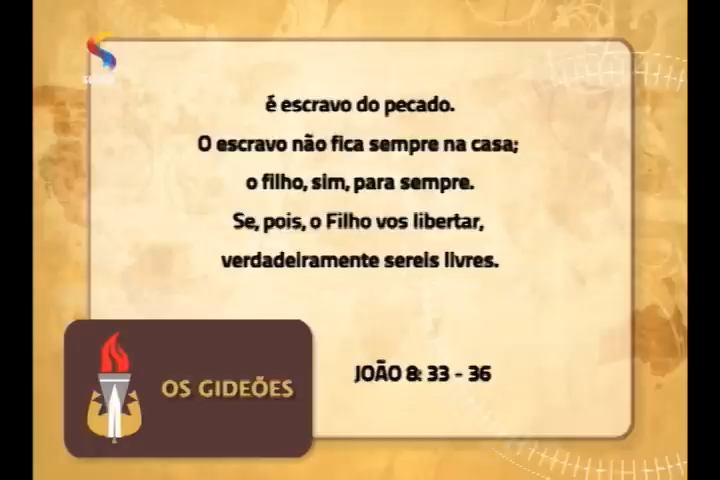 é escravo do pecado.
O escravo não fica sempre na casa;
o filho, sim, para sempre.
Se, pois, o Filho vos libertar,
verdadeiramente sereis livres.
OS GIDEÕES
JOÃO 8: 33 - 36